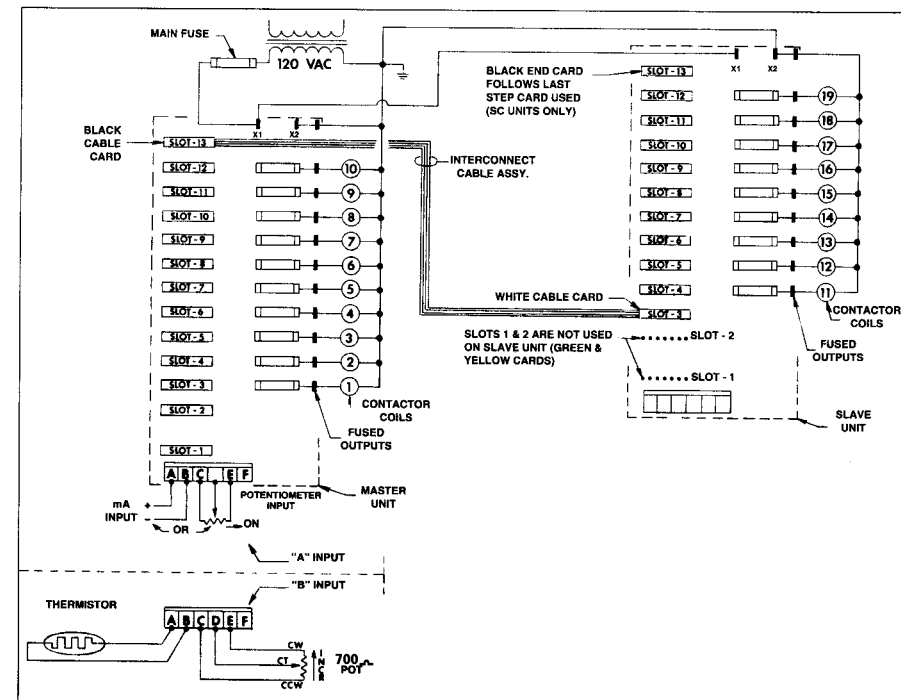 MAIN FUSE
120 VAC
X1
X2
BLACK
CABLE
CARD
SLOT - 13
SLOT - 12
SLOT - 11
SLOT - 10
SLOT - 9
SLOT - 8
SLOT - 7
SLOT - 6
SLOT - 5
SLOT - 4
SLOT - 3
SLOT - 2
SLOT - 1
10
9
8
7
6
5
4
3
2
1
CONTACTOR
COILS
FUSED
OUTPUTS
INTERCONNECT
CABLE ASSY.
A B C E F
POTENTIOMETER
INPUT
MASTER
UNIT
mA
INPUT
+
-
OR
ON
"A" INPUT
"B" INPUT
THERMISTOR
A B C D E F
CW
CT
CCW
INCR
700
POT
BLACK END CARD
FOLLOWS LAST
STEP CARD USED
(SC UNITS ONLY)
X1
X2
SLOT - 13
SLOT - 12
SLOT - 11
SLOT - 10
SLOT - 9
SLOT - 8
SLOT - 7
SLOT - 6
SLOT - 5
SLOT - 4
SLOT - 3
19
18
17
16
15
14
13
12
11
WHITE CABLE CARD
SLOTS 1 & 2 ARE NOT USED
ON SLAVE UNIT (GREEN &
YELLOW CARDS)
SLOT - 2
SLOT - 1
CONTACTOR
COILS
FUSED
OUTPUTS
SLAVE
UNIT